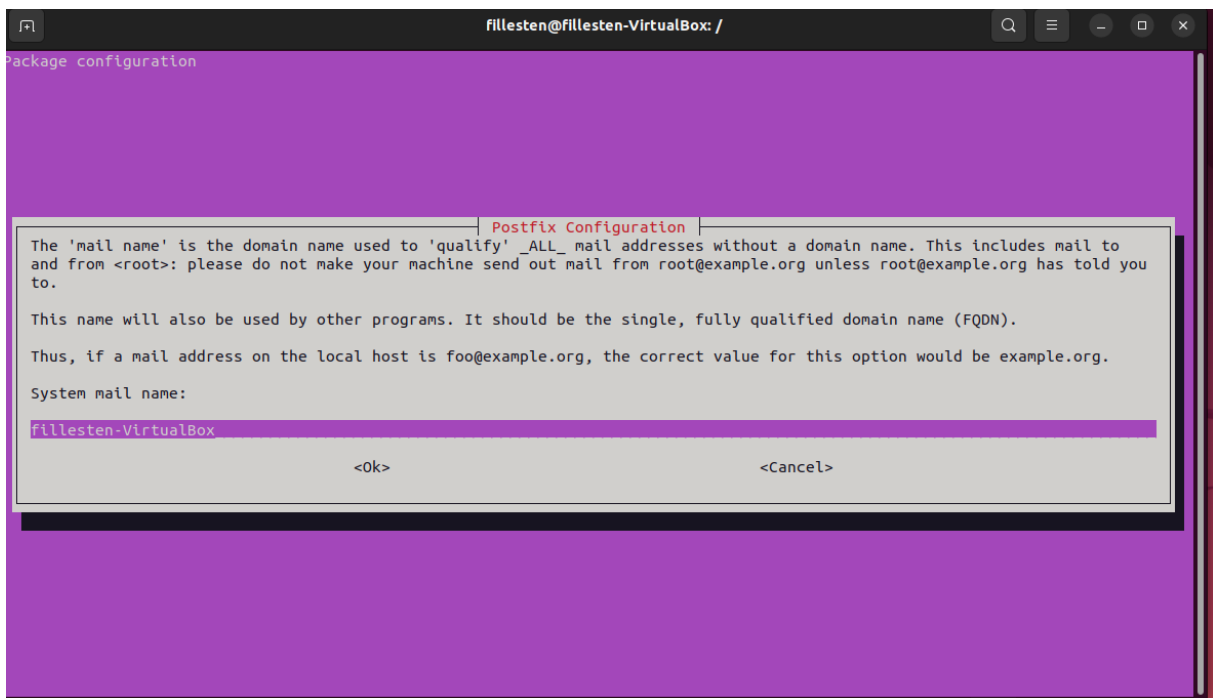 fillesten@fillesten-VirtualBox: /
Package configuration
Postfix Configuration
The 'mail name' is the domain name used to 'qualify' _ALL_ mail addresses without a domain name. This includes mail to
and from <root>: please do not make your machine send out mail from root@example.org unless root@example.org has told you
to.
This name will also be used by other programs. It should be the single, fully qualified domain name (FQDN).
Thus, if a mail address on the local host is foo@example.org, the correct value for this option would be example.org.
System mail name:
fillesten-VirtualBox
<Ok> <Cancel>